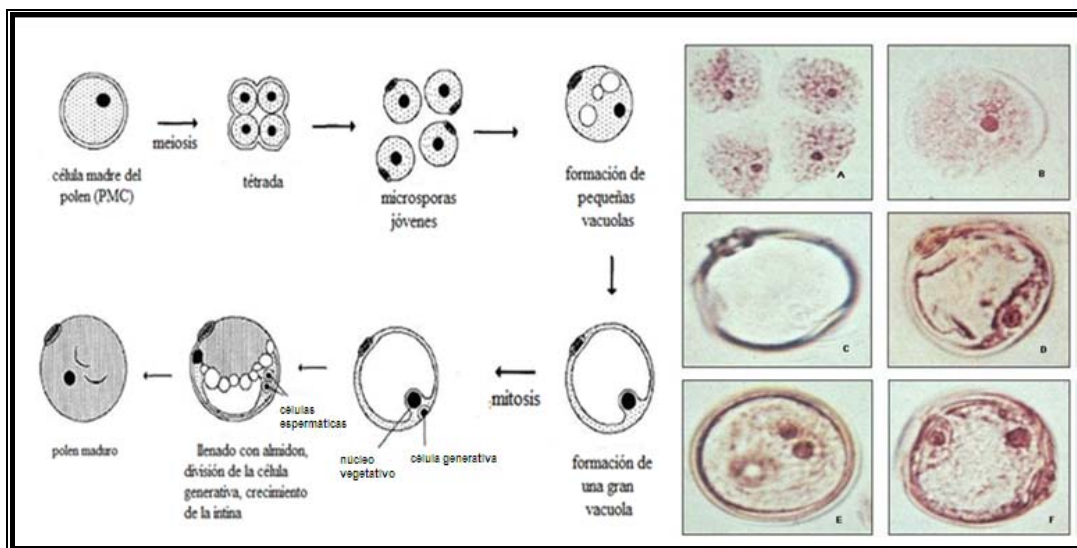 célula madre del
polen (PMC)
meiosis
tétrada
microsporas
jóvenes
formación de
pequeñas
vacuolas
formación de
una gran
vacuola
mitosis
núcleo
vegetativo
célula generativa
células
espermáticas
llenado con almidon,
división de la célula
generativa, crecimiento
de la intina
polen maduro
A
B
C
D
E
F